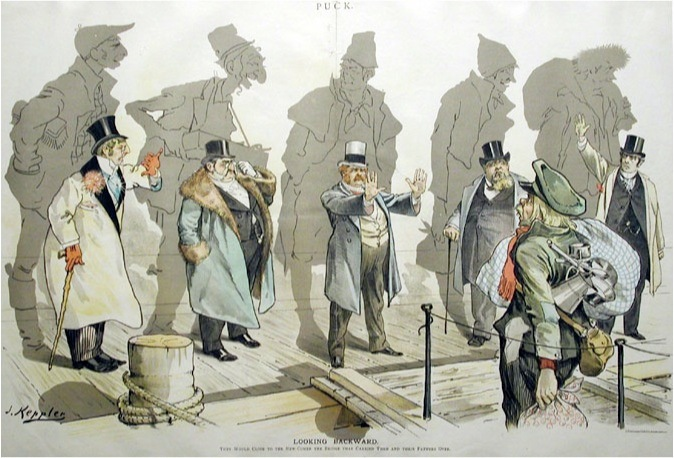 PUCK.
J. Keppler
LOOKING BACKWARD.
THEY WOULD CLOSE TO THE NEW-COMER THE BRIDGE THAT CARRIED THEM AND THEIR FATHERS OVER.